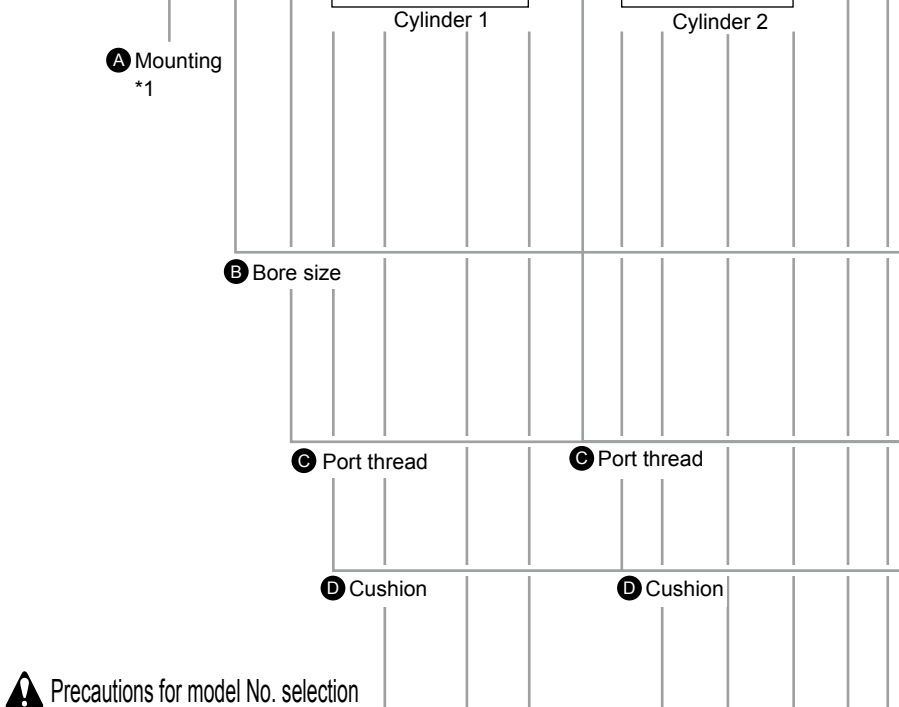 Cylinder 1
Cylinder 2
A Mounting
*1
B Bore size
C Port thread
C Port thread
D Cushion
D Cushion
Precautions for model No. selection